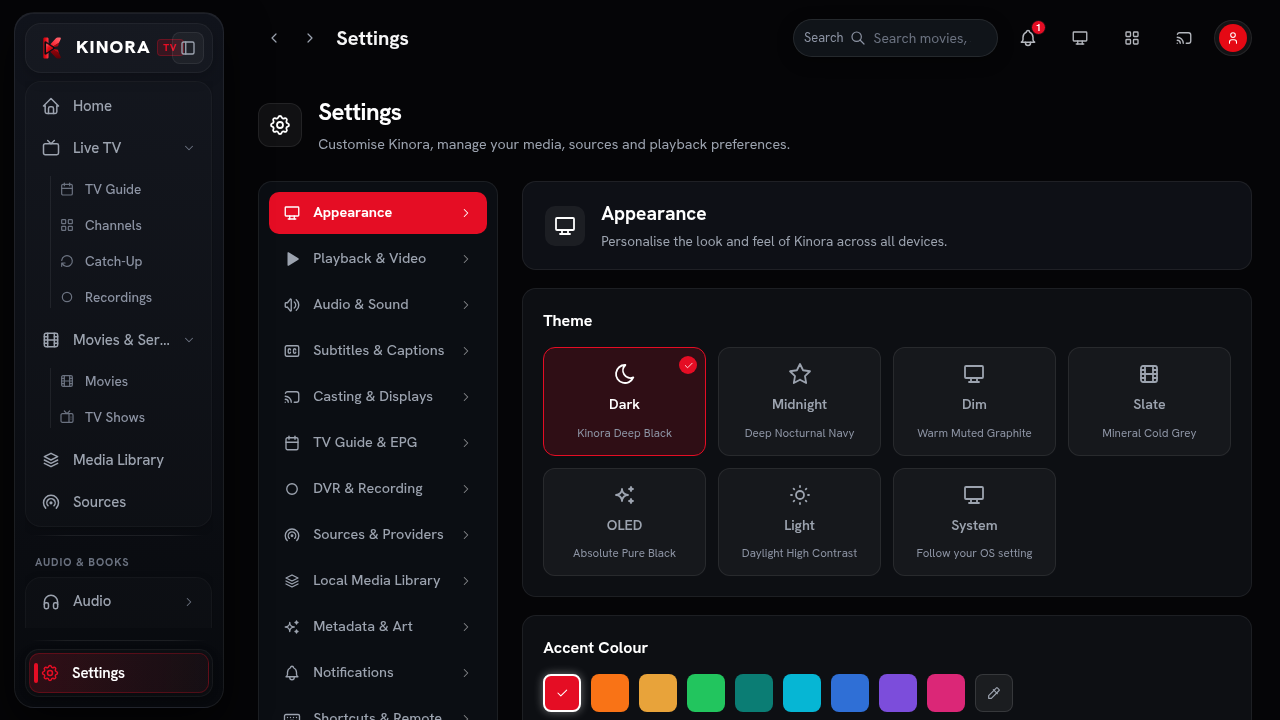 KINORA TV
Home
Live TV
TV Guide
Channels
Catch-Up
Recordings
Movies & Ser...
Movies
TV Shows
Media Library
Sources
AUDIO & BOOKS
Audio
Settings
Settings
Search
Search movies,
1
Settings
Customise Kinora, manage your media, sources and playback preferences.
Appearance
Playback & Video
Audio & Sound
Subtitles & Captions
Casting & Displays
TV Guide & EPG
DVR & Recording
Sources & Providers
Local Media Library
Metadata & Art
Notifications
Shortcuts & Remote
Appearance
Personalise the look and feel of Kinora across all devices.
Theme
Dark
Kinora Deep Black
Midnight
Deep Nocturnal Navy
Dim
Warm Muted Graphite
Slate
Mineral Cold Grey
OLED
Absolute Pure Black
Light
Daylight High Contrast
System
Follow your OS setting
Accent Colour